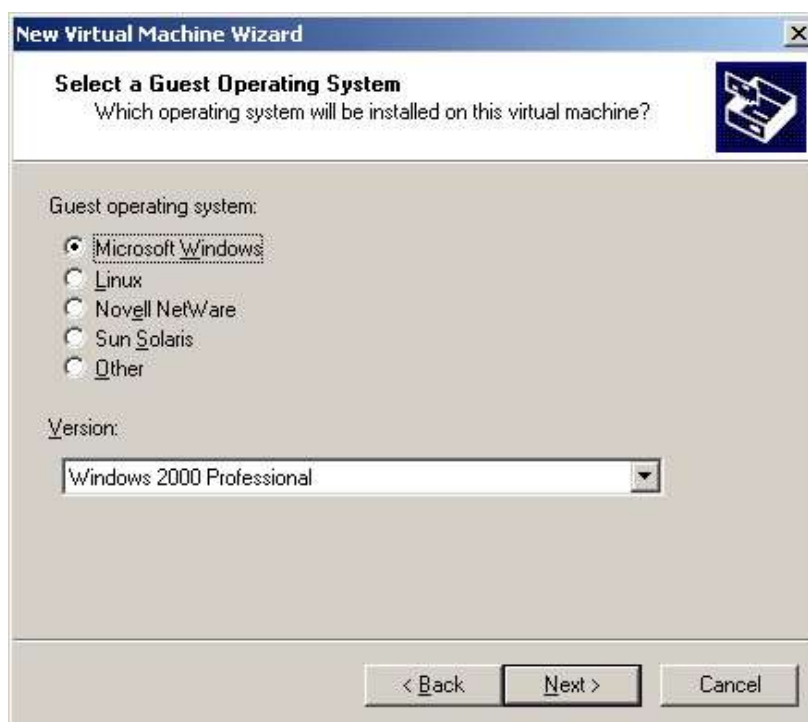 New Virtual Machine Wizard
Select a Guest Operating System
Which operating system will be installed on this virtual machine?
Guest operating system:
Microsoft Windows
Linux
Novell NetWare
Sun Solaris
Other
Version:
Windows 2000 Professional
< Back Next > Cancel